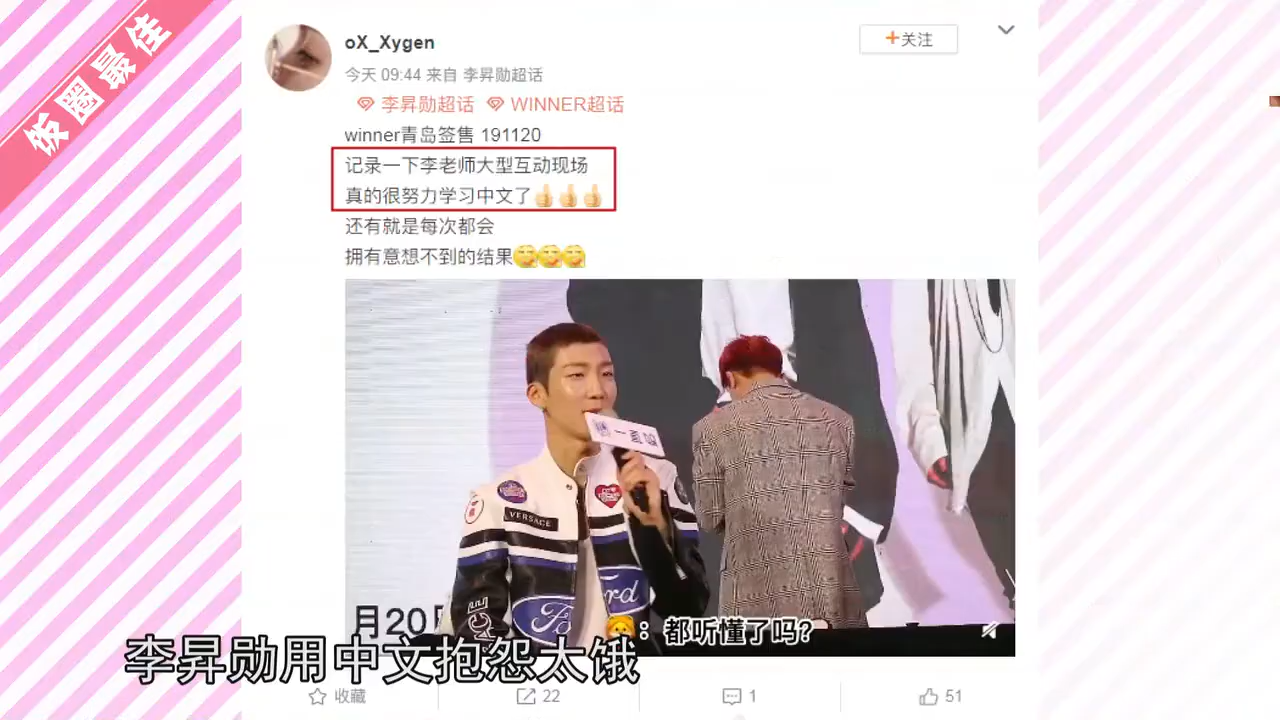 饭圈最佳
oX_Xygen
+关注
今天 09:44 来自 李昇勋超话
李昇勋超话 WINNER超话
winner青岛签售 191120
记录一下李老师大型互动现场
真的很努力学习中文了👍👍👍
还有就是每次都会
拥有意想不到的结果
VERSACE
Ford
月20日
：都听懂了吗？
李昇勋用中文抱怨太饿
收藏
22
1
51